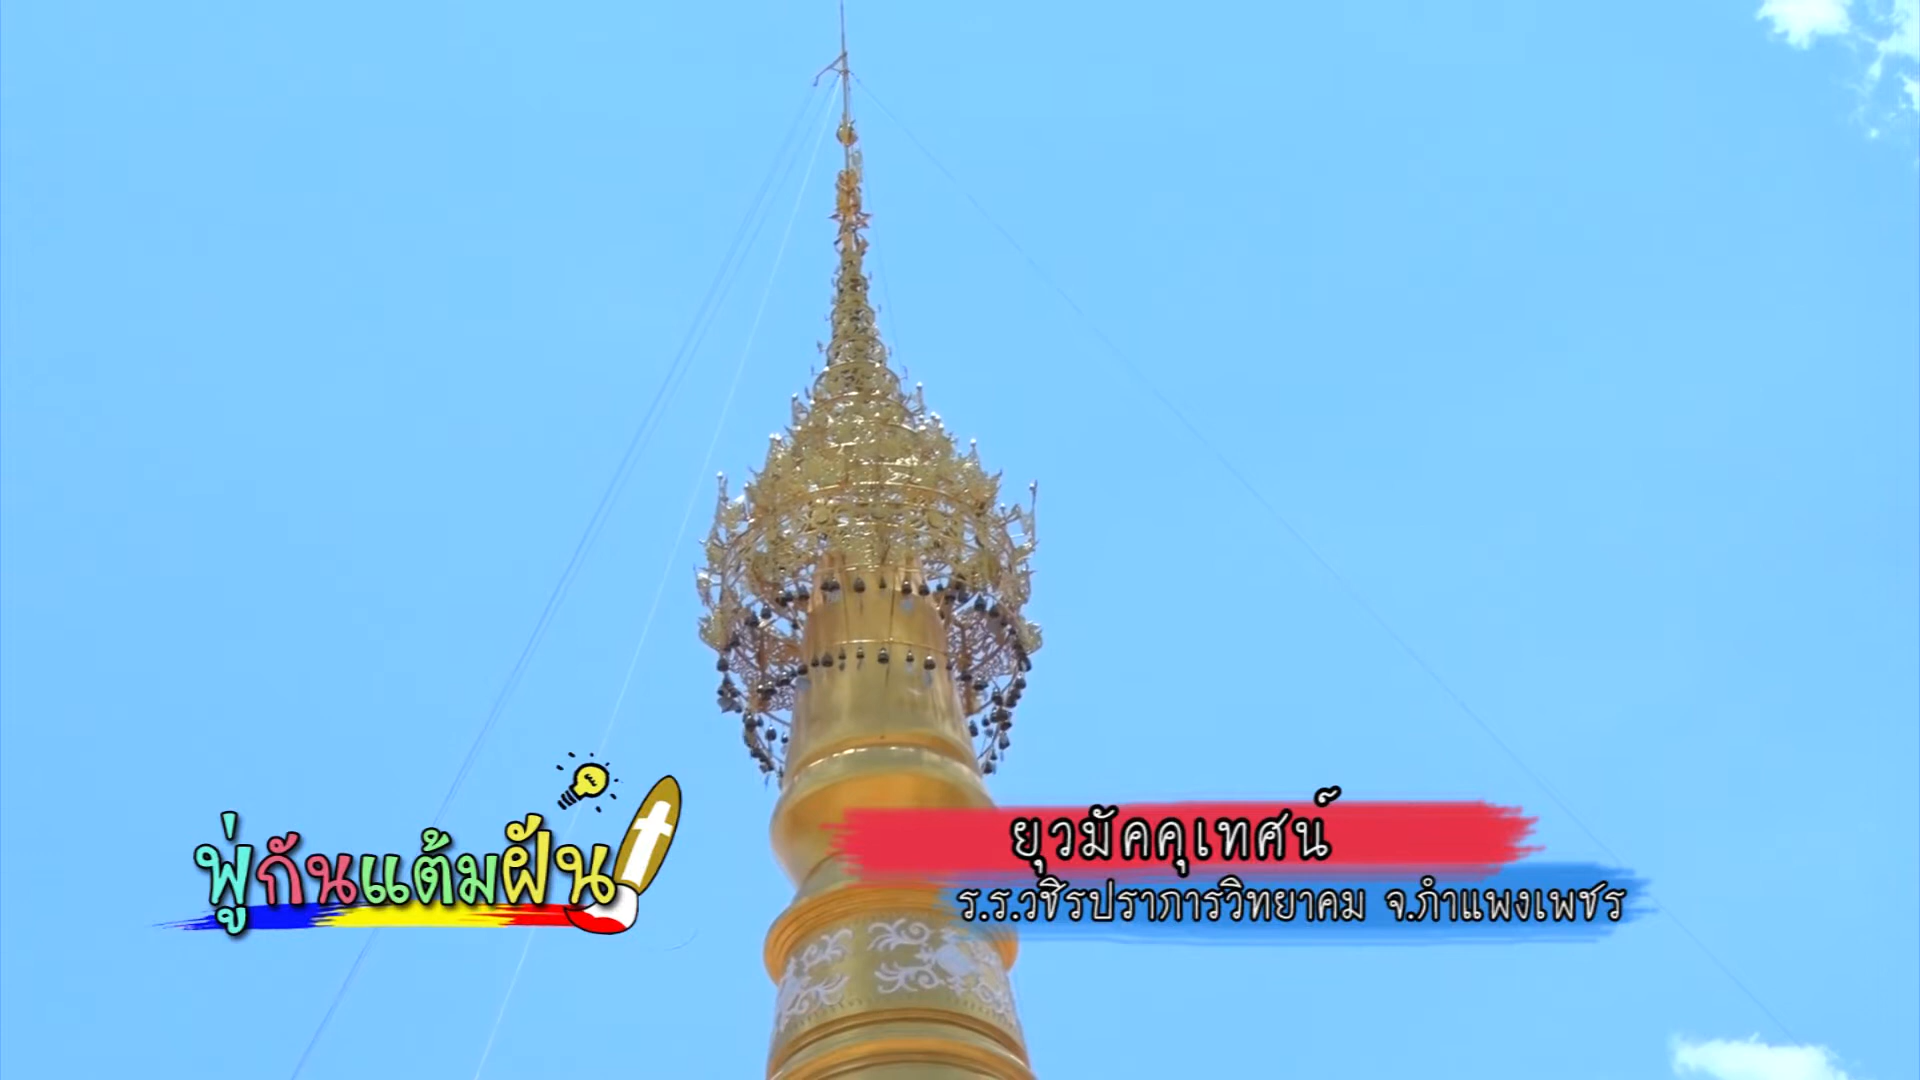 พู่กันแต้มฝัน
ยุวมัคคุเทศน์
ร.ร.วชิรปราการวิทยาคม จ.กำแพงเพชร